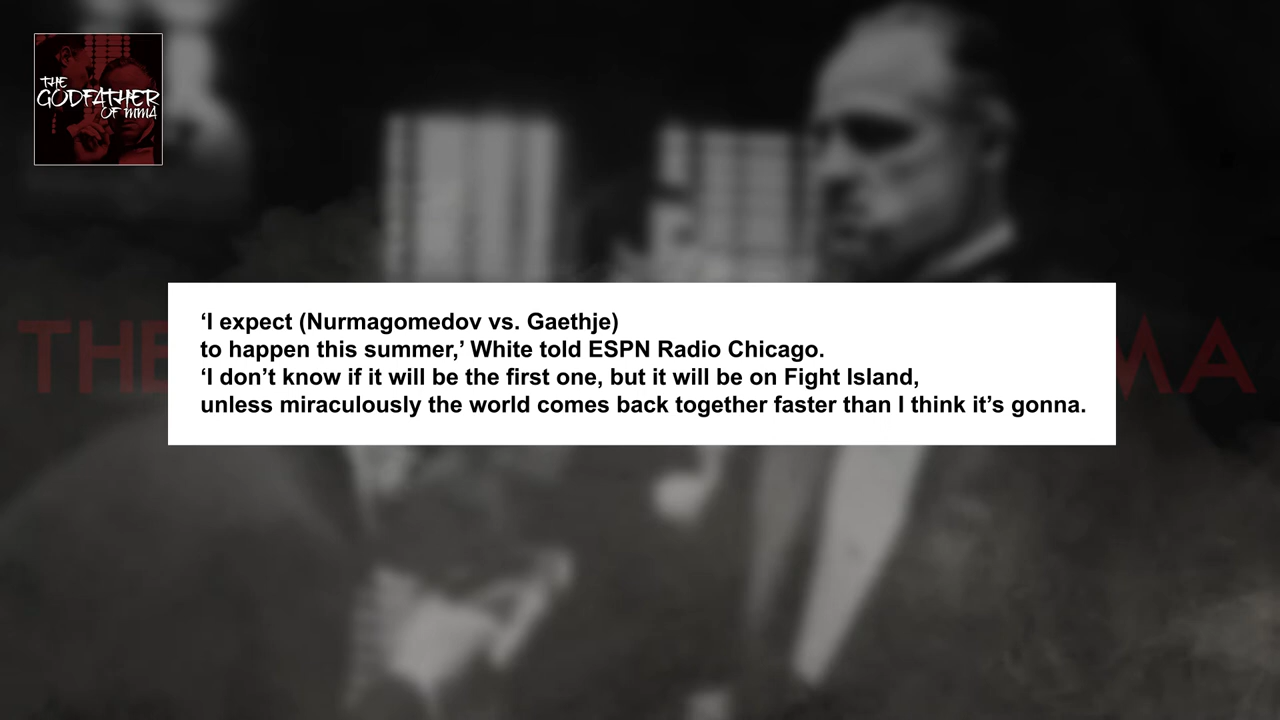 THE
GODFATHER
OF MMA
THE
MA
‘I expect (Nurmagomedov vs. Gaethje)
to happen this summer,’ White told ESPN Radio Chicago.
‘I don’t know if it will be the first one, but it will be on Fight Island,
unless miraculously the world comes back together faster than I think it’s gonna.